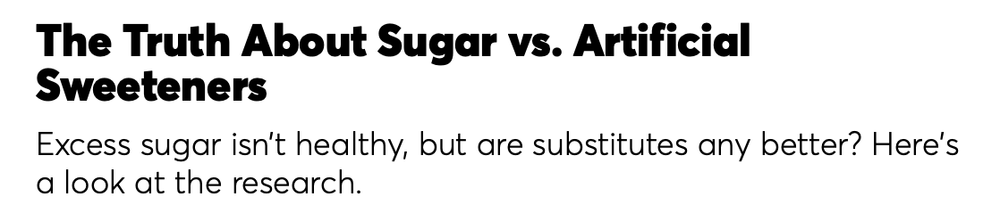 The Truth About Sugar vs. Artificial
Sweeteners
Excess sugar isn't healthy, but are substitutes any better? Here's
a look at the research.